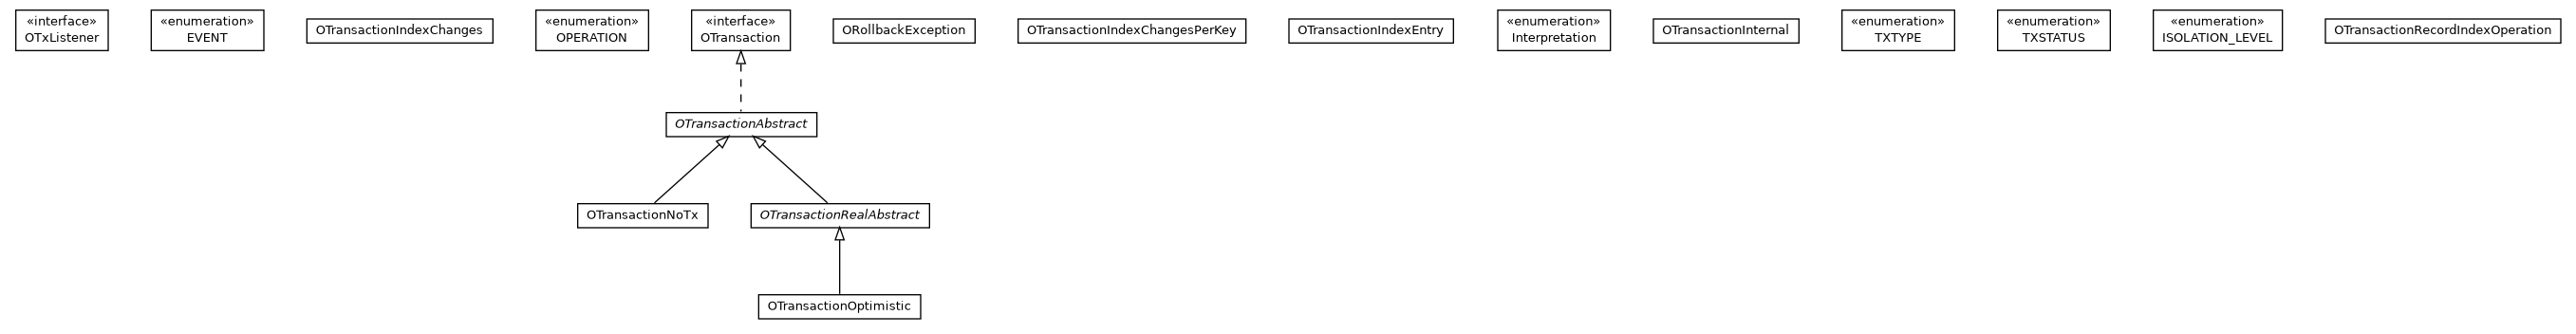 «interface»
OTxListener
«enumeration»
EVENT
OTransactionIndexChanges
«enumeration»
OPERATION
«interface»
OTransaction
ORollbackException
OTransactionIndexChangesPerKey
OTransactionIndexEntry
«enumeration»
Interpretation
OTransactionInternal
«enumeration»
TXTYPE
«enumeration»
TXSTATUS
«enumeration»
ISOLATION_LEVEL
OTransactionRecordIndexOperation
OTransactionAbstract
OTransactionNoTx
OTransactionRealAbstract
OTransactionOptimistic